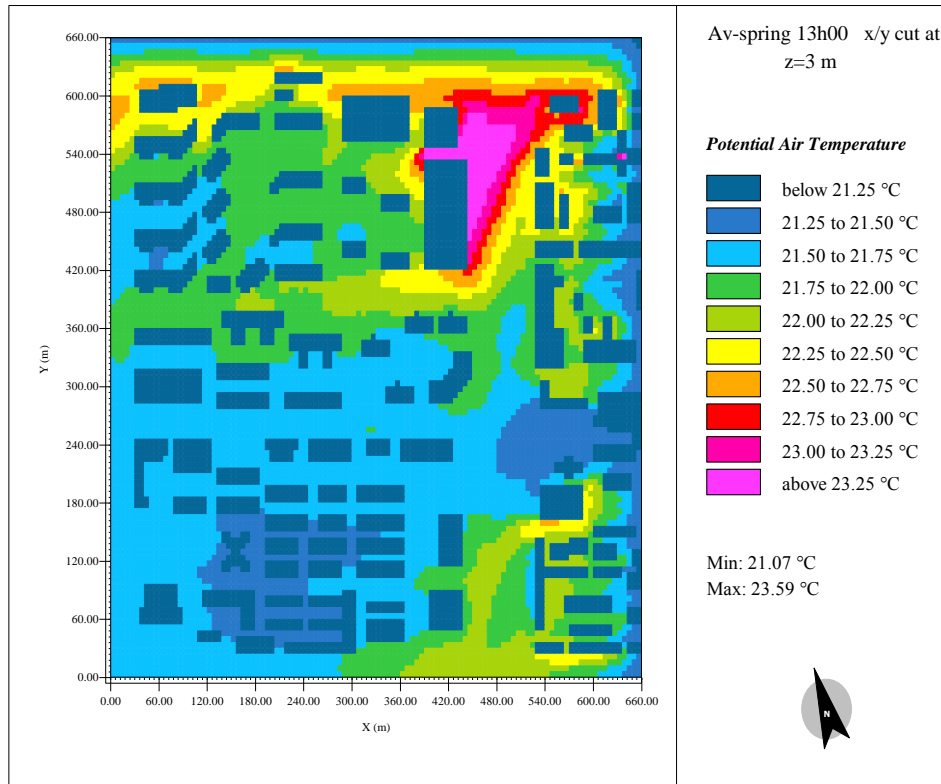 Av-spring 13h00 x/y cut at
z=3 m
Potential Air Temperature
below 21.25 °C
21.25 to 21.50 °C
21.50 to 21.75 °C
21.75 to 22.00 °C
22.00 to 22.25 °C
22.25 to 22.50 °C
22.50 to 22.75 °C
22.75 to 23.00 °C
23.00 to 23.25 °C
above 23.25 °C
Min: 21.07 °C
Max: 23.59 °C
N
Y (m)
660.00
600.00
540.00
480.00
420.00
360.00
300.00
240.00
180.00
120.00
60.00
0.00
0.00 60.00 120.00 180.00 240.00 300.00 360.00 420.00 480.00 540.00 600.00 660.00
X (m)